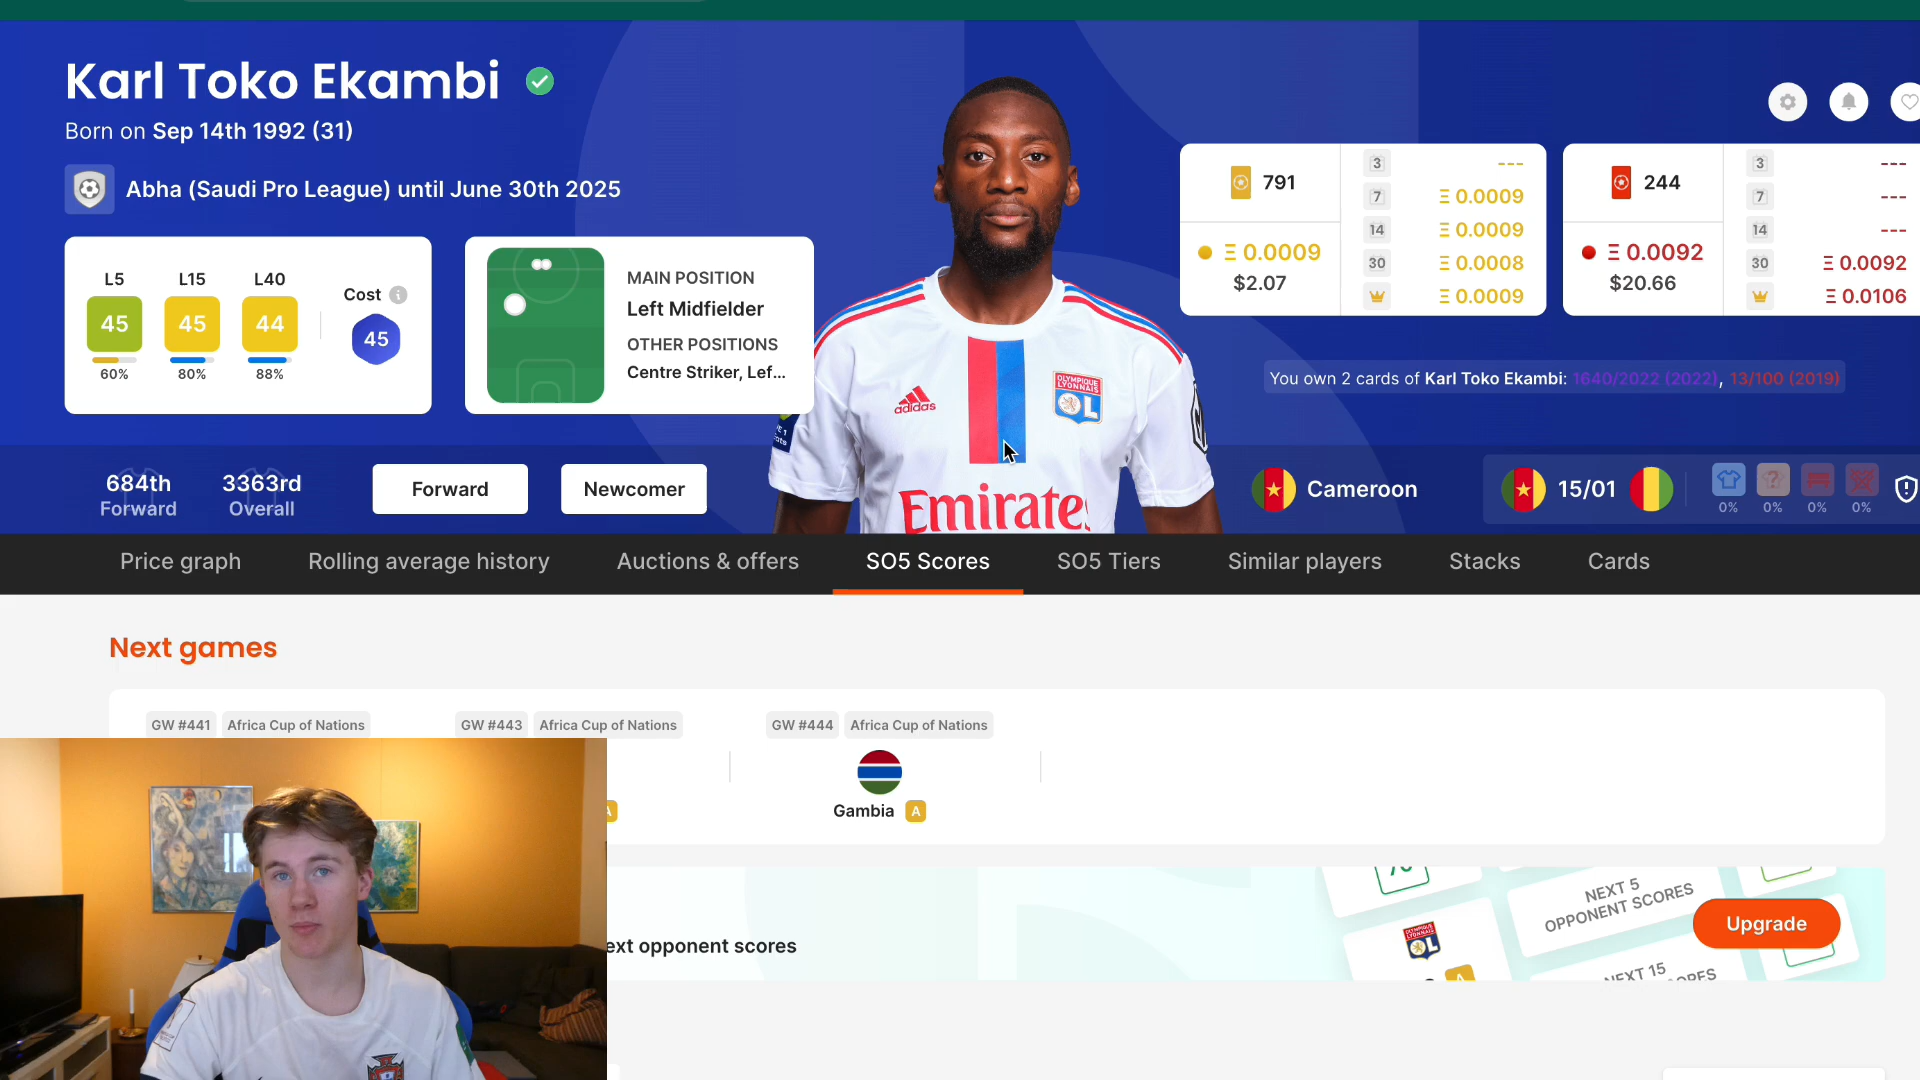 Karl Toko Ekambi
Born on Sep 14th 1992 (31)
Abha (Saudi Pro League) until June 30th 2025
L5 L15 L40
45 45 44
60% 80% 88%
Cost
45
MAIN POSITION
Left Midfielder
OTHER POSITIONS
Centre Striker, Lef...
791
Ξ 0.0009
$2.07
3 ---
7 Ξ 0.0009
14 Ξ 0.0009
30 Ξ 0.0008
Ξ 0.0009
244
Ξ 0.0092
$20.66
3 ---
7 ---
14 ---
30 Ξ 0.0092
Ξ 0.0106
You own 2 cards of Karl Toko Ekambi: 1640/2022 (2022), 13/100 (2019)
adidas
OLYMPIQUE
LYONNAIS
OL
Emirates
684th
Forward
3363rd
Overall
Forward
Newcomer
Cameroon
15/01
0% 0% 0% 0%
Price graph Rolling average history Auctions & offers SO5 Scores SO5 Tiers Similar players Stacks Cards
Next games
GW #441 Africa Cup of Nations
GW #443 Africa Cup of Nations
GW #444 Africa Cup of Nations
Gambia A
ext opponent scores
NEXT 5
OPPONENT SCORES
NEXT 15
Upgrade